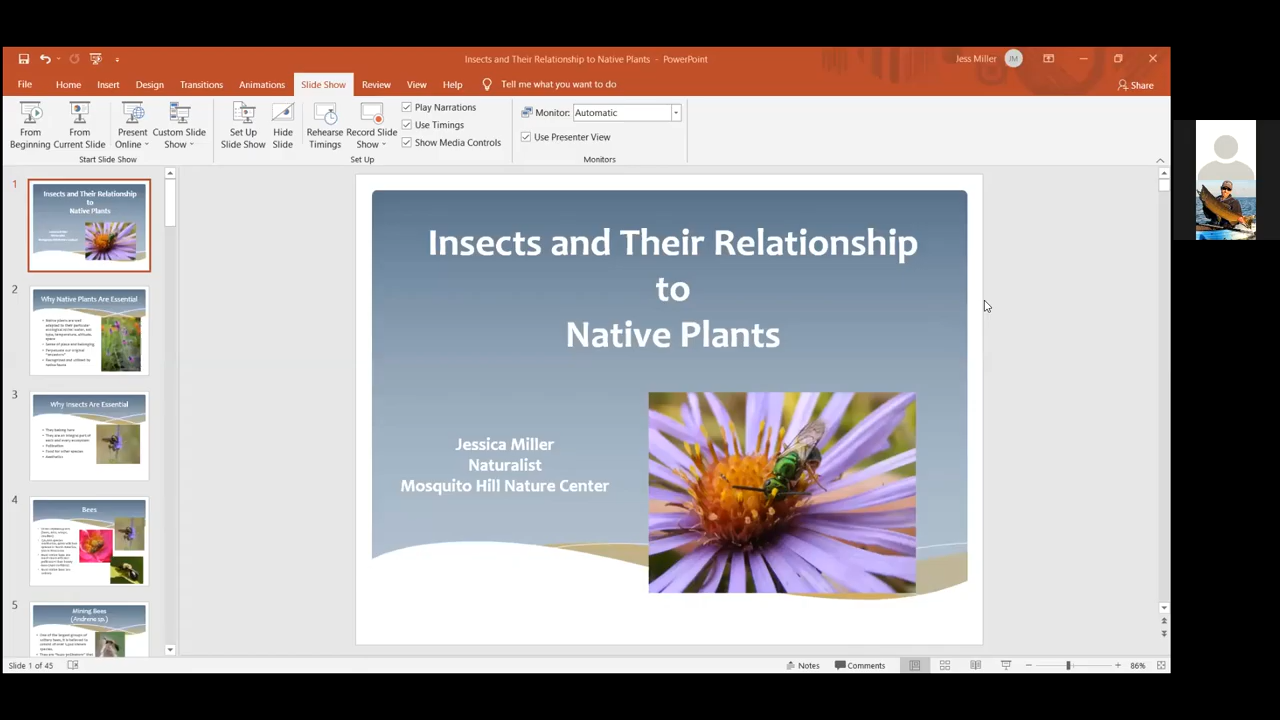 Insects and Their Relationship to Native Plants - PowerPoint
Jess Miller
JM
File
Home
Insert
Design
Transitions
Animations
Slide Show
Review
View
Help
Tell me what you want to do
Share
From Beginning
From Current Slide
Present Online
Custom Slide Show
Start Slide Show
Set Up Slide Show
Hide Slide
Rehearse Timings
Record Slide Show
Play Narrations
Use Timings
Show Media Controls
Set Up
Monitor:
Automatic
Use Presenter View
Monitors
1
Insects and Their Relationship
to
Native Plants
2
Why Native Plants Are Essential
3
Why Insects Are Essential
4
Bees
5
Mining Bees
Insects and Their Relationship
to
Native Plants
Jessica Miller
Naturalist
Mosquito Hill Nature Center
Slide 1 of 45
Notes
Comments
86%